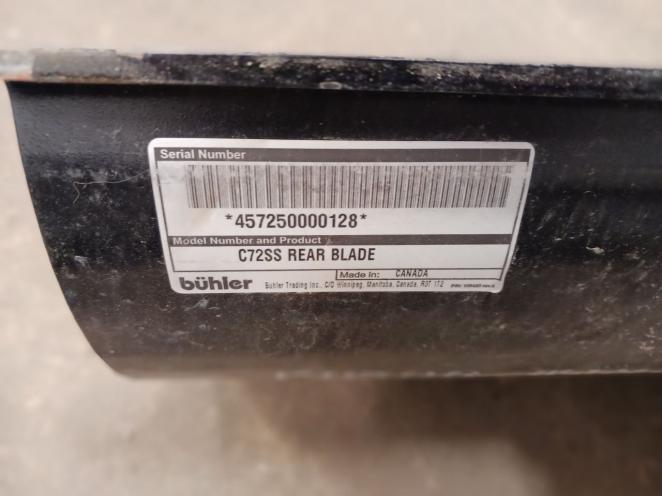 Serial Number
*457250000128*
Model Number and Product
C72SS REAR BLADE
Made in: CANADA
bühler
Buhler Trading Inc., C/O Winnipeg, Manitoba, Canada, R3T 1T2